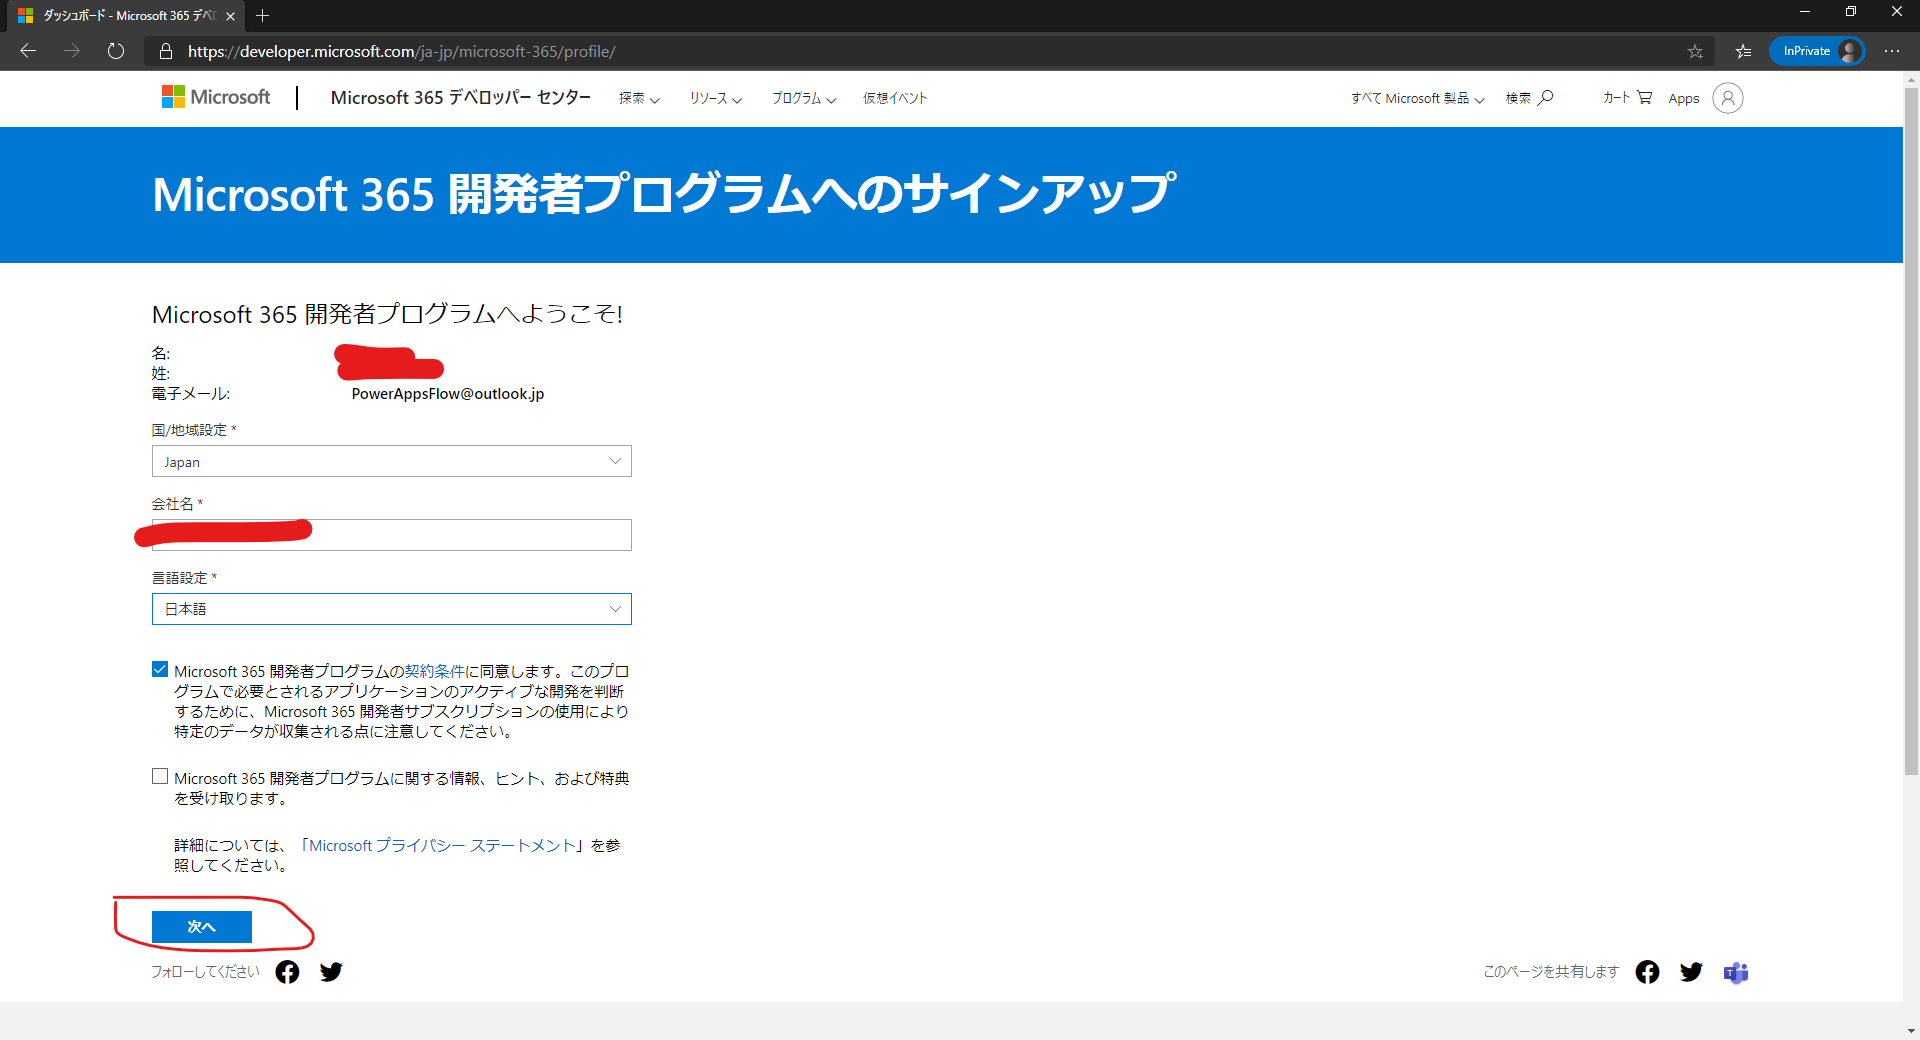 ダッシュボード - Microsoft 365 デベ
https://developer.microsoft.com/ja-jp/microsoft-365/profile/
InPrivate
Microsoft
Microsoft 365 デベロッパー センター
探索
リソース
プログラム
仮想イベント
すべて Microsoft 製品
検索
カート
Apps
Microsoft 365 開発者プログラムへのサインアップ
Microsoft 365 開発者プログラムへようこそ!
名:
姓:
電子メール: PowerAppsFlow@outlook.jp
国/地域設定 *
Japan
会社名 *
言語設定 *
日本語
Microsoft 365 開発者プログラムの契約条件に同意します。このプロ
グラムで必要とされるアプリケーションのアクティブな開発を判断
するために、Microsoft 365 開発者サブスクリプションの使用により
特定のデータが収集される点に注意してください。
Microsoft 365 開発者プログラムに関する情報、ヒント、および特典
を受け取ります。
詳細については、「Microsoft プライバシー ステートメント」を参
照してください。
次へ
フォローしてください
このページを共有します